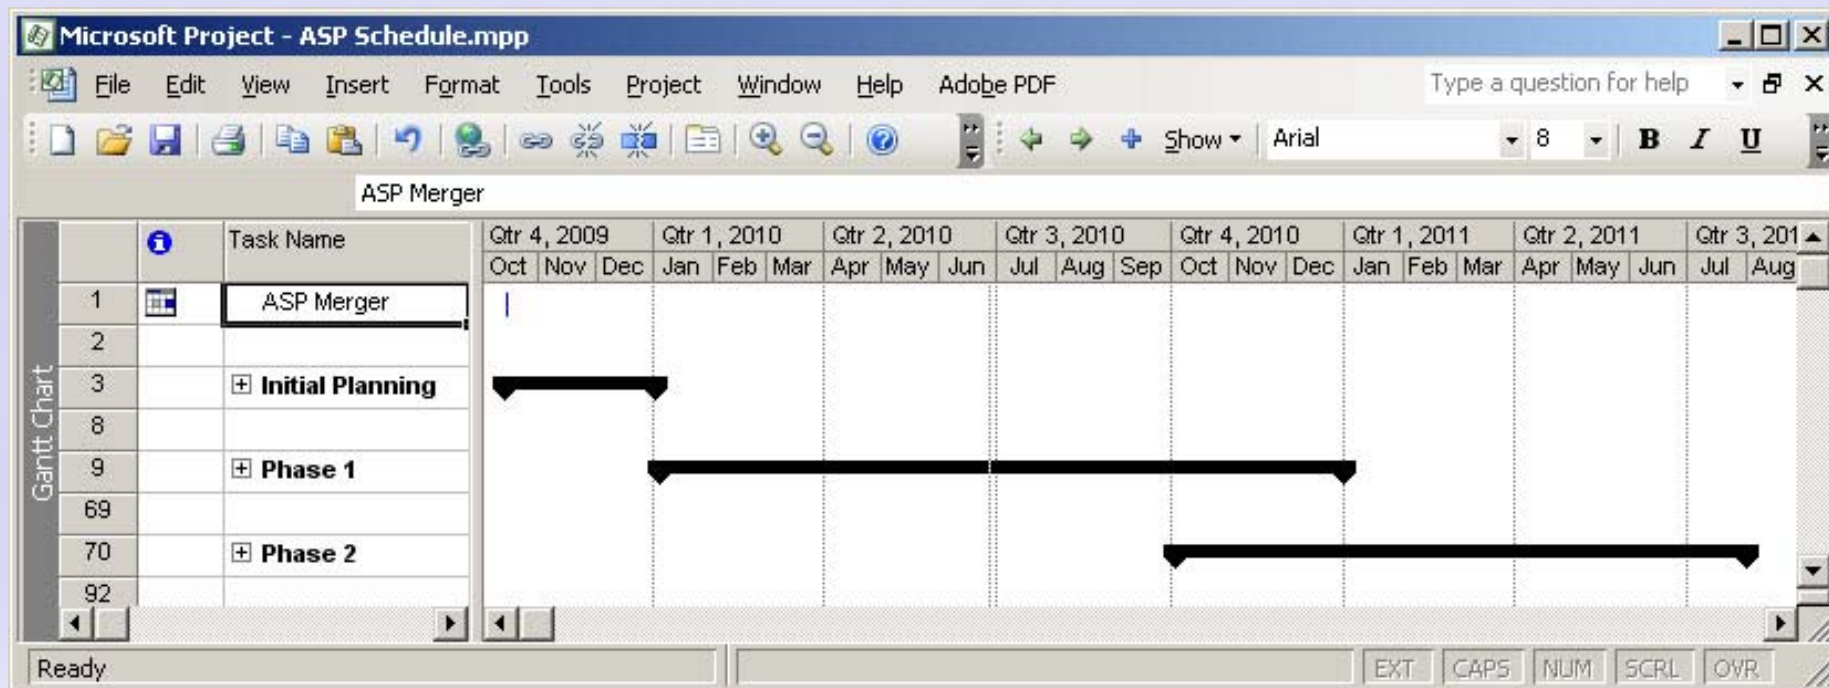 Microsoft Project - ASP Schedule.mpp
File Edit View Insert Format Tools Project Window Help Adobe PDF Type a question for help
Show Arial 8 B I U
ASP Merger
Task Name Qtr 4, 2009 Qtr 1, 2010 Qtr 2, 2010 Qtr 3, 2010 Qtr 4, 2010 Qtr 1, 2011 Qtr 2, 2011 Qtr 3, 201
Oct Nov Dec Jan Feb Mar Apr May Jun Jul Aug Sep Oct Nov Dec Jan Feb Mar Apr May Jun Jul Aug
Gantt Chart
1 ASP Merger
2
3 Initial Planning
8
9 Phase 1
69
70 Phase 2
92
Ready EXT CAPS NUM SCRL OVR